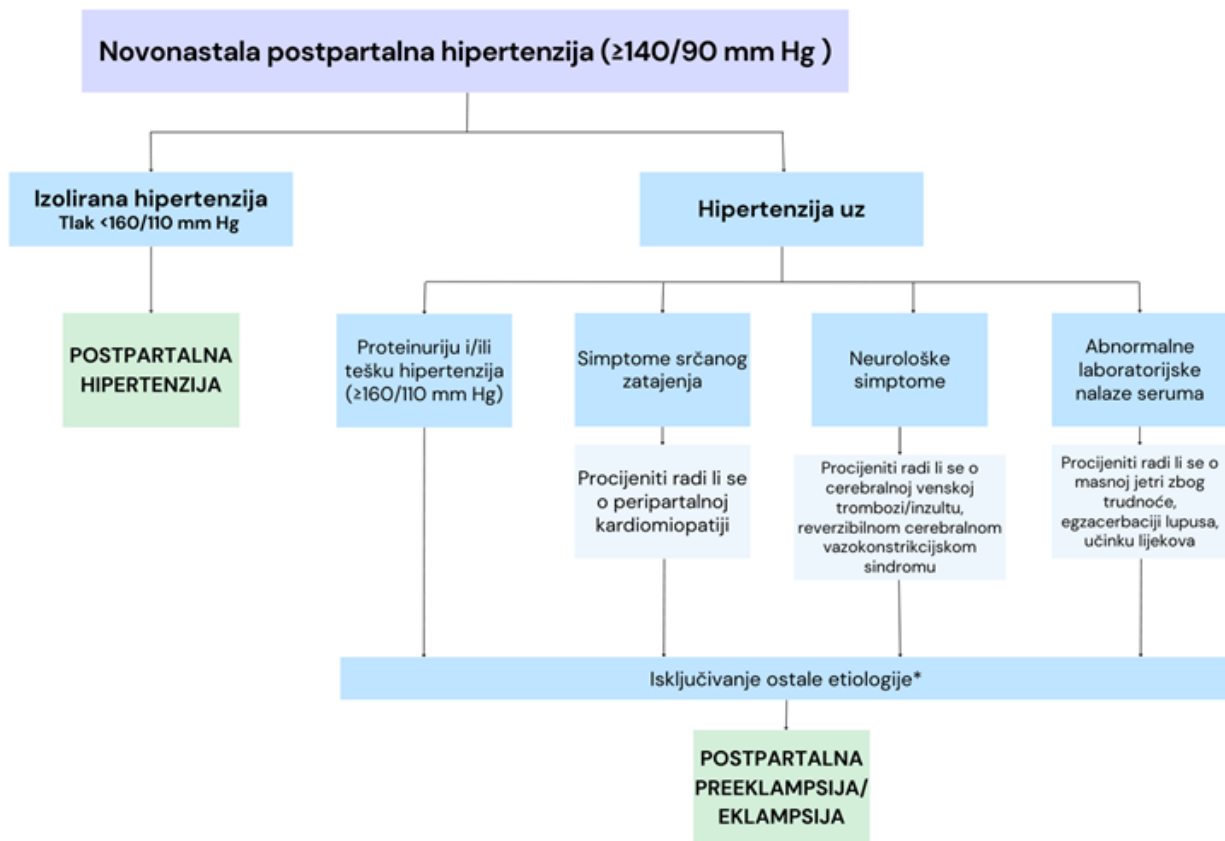 Novonastala postpartalna hipertenzija (≥140/90 mm Hg )
Izolirana hipertenzija
Tlak <160/110 mm Hg
Hipertenzija uz
POSTPARTALNA
HIPERTENZIJA
Proteinuriju i/ili
tešku hipertenziju
(≥160/110 mm Hg)
Simptome srčanog
zatajenja
Neurološke
simptome
Abnormalne
laboratorijske
nalaze seruma
Procijeniti radi li se
o peripartalnoj
kardiomiopatiji
Procijeniti radi li se o
cerebralnoj venskoj
trombozi/inzultu,
reverzibilnom cerebralnom
vazokonstrikcijskom
sindromu
Procijeniti radi li se o
masnoj jetri zbog
trudnoće,
egzacerbaciji lupusa,
učinku lijekova
Isključivanje ostale etiologije*
POSTPARTALNA
PREEKLAMPSIJA/
EKLAMPSIJA